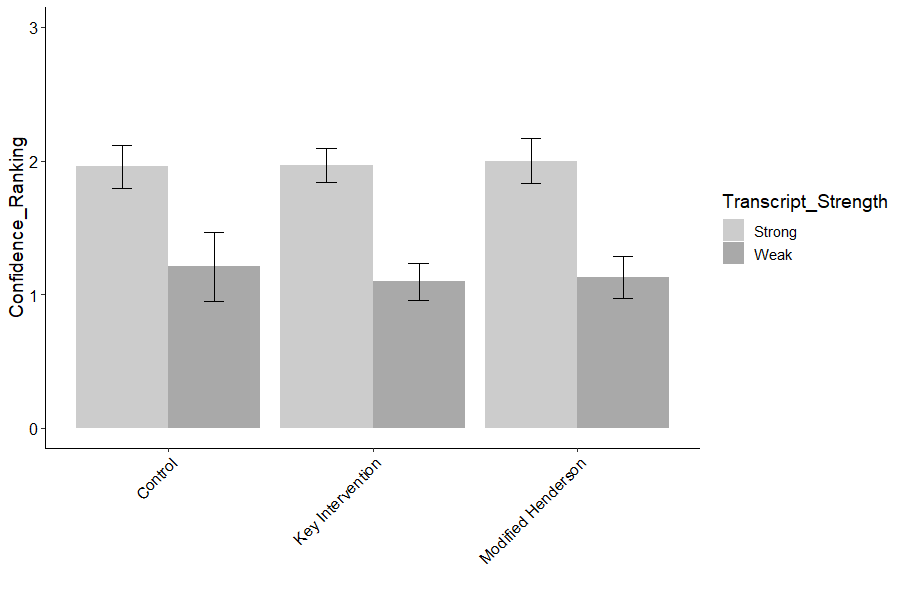 3
2
1
0
Confidence_Ranking
Control
Key Intervention
Modified Henderson
Transcript_Strength
Strong
Weak